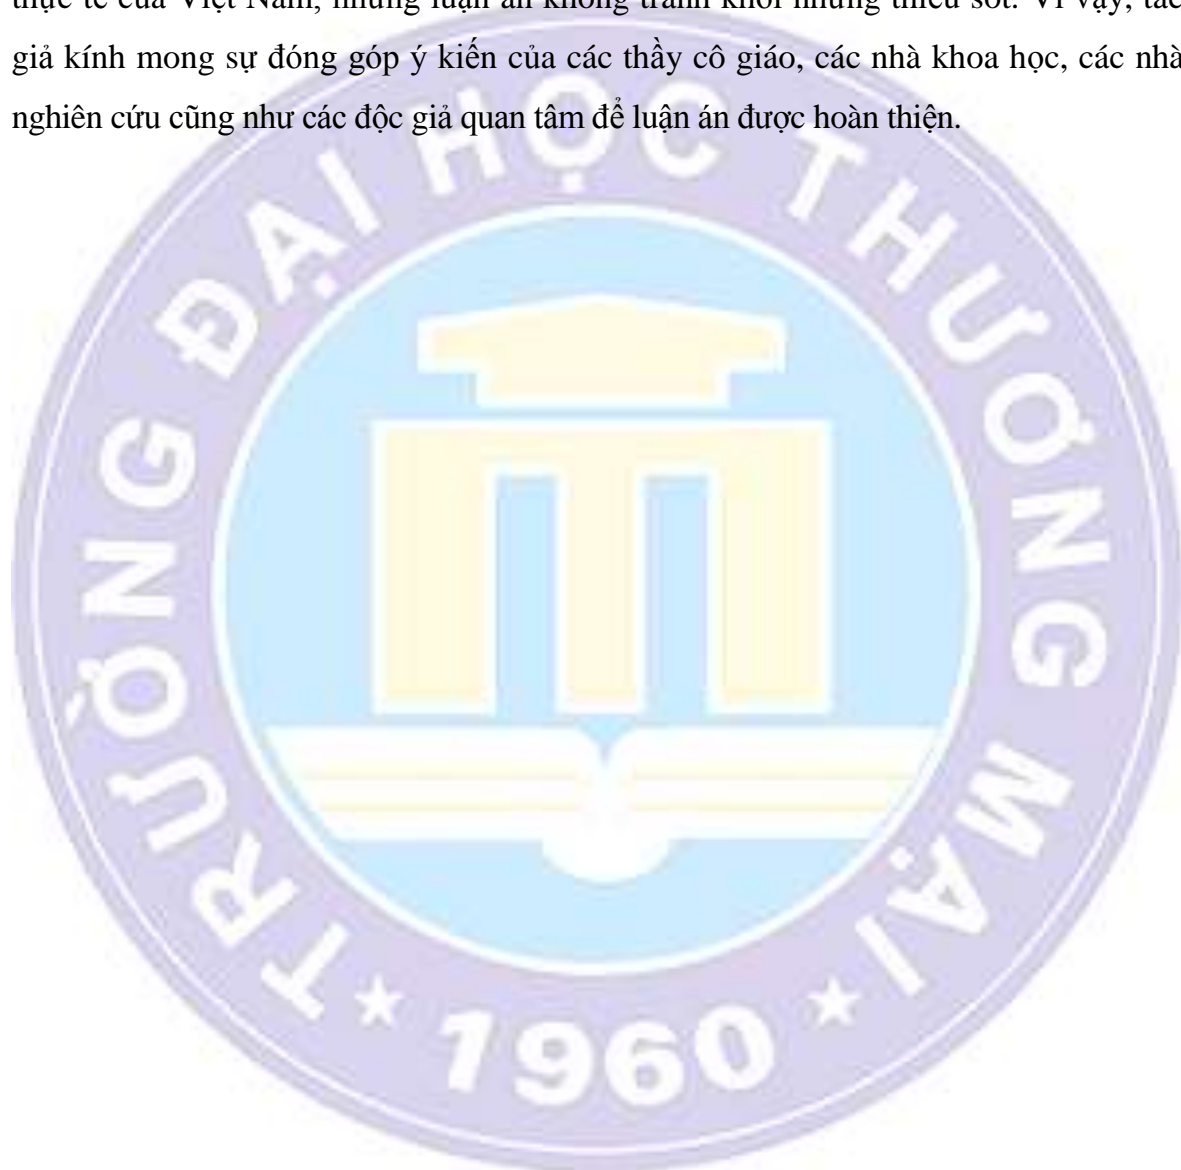 thực tế của Việt Nam, nhưng luận án không tránh khỏi những thiếu sót. Vì vậy, tác
giả kính mong sự đóng góp ý kiến của các thầy cô giáo, các nhà khoa học, các nhà
nghiên cứu cũng như các độc giả quan tâm để luận án được hoàn thiện.
TRƯỜNG ĐẠI HỌC THƯƠNG MẠI
★ 1960 ★